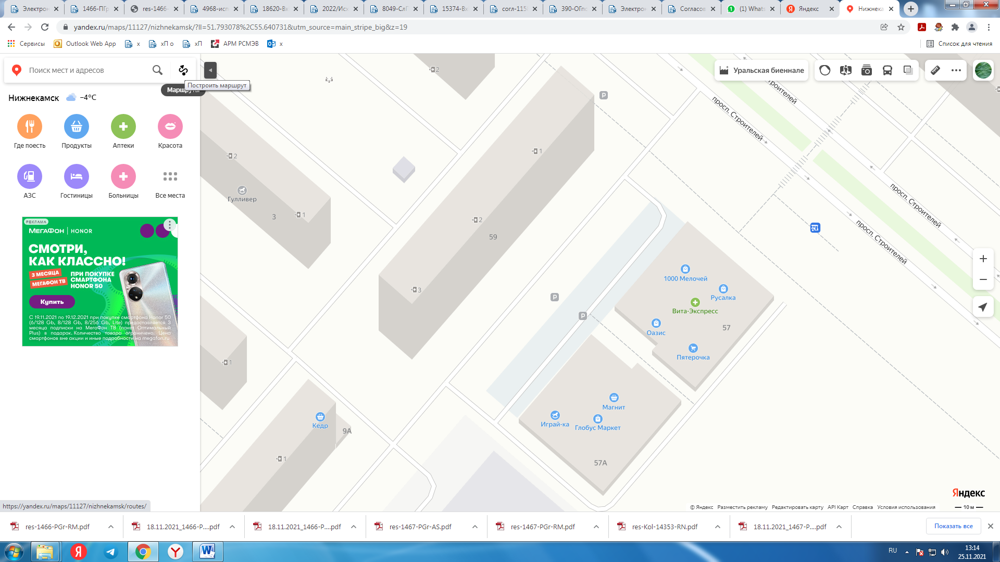 Электрон
1466-ПГр
res-1466-
4968-исп
18620-Вх
2022/Исх
8049-СлП
15374-Вх
согл-115
390-ОГпс
Электрон
Согласов
(1) Whats
Яндекс
Нижнека
yandex.ru/maps/11127/nizhnekamsk/?ll=51.793078%2C55.640731&utm_source=main_stripe_big&z=19
Сервисы
Outlook Web App
х
хП о
хП
АРМ РСМЭВ
х
Список для чтения
Поиск мест и адресов
Построить маршрут
Маршруты
Уральская биеннале
Нижнекамск
−4°C
Где поесть
Продукты
Аптеки
Красота
АЗС
Гостиницы
Больницы
Все места
РЕКЛАМА
МЕГАФОН | HONOR
СМОТРИ,
КАК КЛАССНО!
3 МЕСЯЦА
МЕГАФОН ТВ
ПРИ ПОКУПКЕ
СМАРТФОНА
HONOR 50
Купить
С 19.11.2021 по 19.12.2021 при покупке смартфона Honor 50
(6/128 Gb, 8/128 Gb, 8/256 Gb, Lite) предоставляется 3
месяца подписки на МегаФон ТВ (пакет Оптимальный
Plus) в подарок. Количество товара ограничено. Цена
смартфонов вне акции и иные подробности на megafon.ru
2
P
просп. Строителей
Строителей
2
1
Гулливер
3
1
2
59
3
просп. Строителей
просп. Строителей
1000 Мелочей
Русалка
Вита-Экспресс
P
P
Оазис
57
Пятерочка
1
Магнит
Играй-ка
Глобус Маркет
Кедр
9А
1
57А
Яндекс
© Яндекс
Разместить рекламу
Редактировать карту
API Карт
Справка
Условия использования
10 м
https://yandex.ru/maps/11127/nizhnekamsk/routes/
res-1466-PGr-RM.pdf
18.11.2021_1466-P....pdf
18.11.2021_1466-P....pdf
res-1467-PGr-AS.pdf
res-1467-PGr-RM.pdf
res-Kol-14353-RN.pdf
18.11.2021_1467-P....pdf
Показать все
RU
13:14
25.11.2021